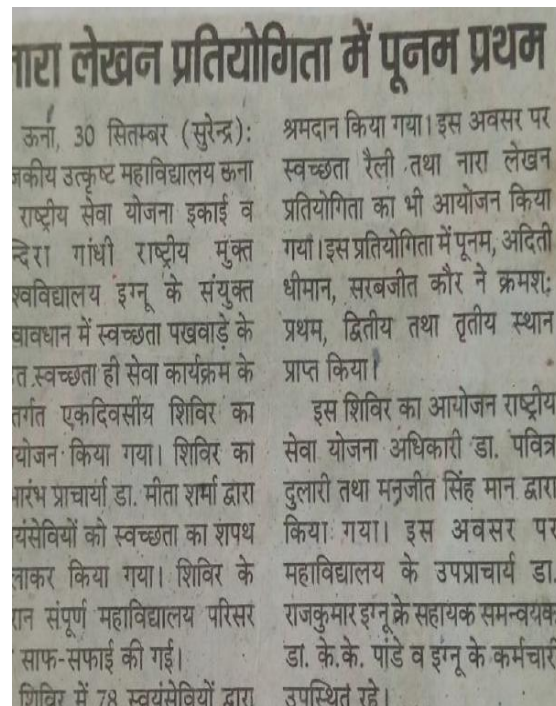 नारा लेखन प्रतियोगिता में पूनम प्रथम
ऊना, 30 सितम्बर (सुरेन्द्र):
जकीय उत्कृष्ट महाविद्यालय ऊना
राष्ट्रीय सेवा योजना इकाई व
न्दिरा गांधी राष्ट्रीय मुक्त
श्वविद्यालय इग्नू के संयुक्त
वावधान में स्वच्छता पखवाड़े के
त स्वच्छता ही सेवा कार्यक्रम के
तर्गत एकदिवसीय शिविर का
योजन किया गया। शिविर का
भारंभ प्राचार्या डा. मीता शर्मा द्वारा
यंसेवियों को स्वच्छता का शपथ
लाकर किया गया। शिविर के
रान संपूर्ण महाविद्यालय परिसर
साफ-सफाई की गई।
शिविर में 78 स्वयंसेवियों द्वारा
श्रमदान किया गया। इस अवसर पर
स्वच्छता रैली तथा नारा लेखन
प्रतियोगिता का भी आयोजन किया
गया। इस प्रतियोगिता में पूनम, अदिती
धीमान, सरबजीत कौर ने क्रमश:
प्रथम, द्वितीय तथा तृतीय स्थान
प्राप्त किया।
इस शिविर का आयोजन राष्ट्रीय
सेवा योजना अधिकारी डा. पवित्र
दुलारी तथा मनजीत सिंह मान द्वारा
किया गया। इस अवसर पर
महाविद्यालय के उपप्राचार्य डा.
राजकुमार इग्नू के सहायक समन्वयक
डा. के.के. पांडे व इग्नू के कर्मचारी
उपस्थित रहे।